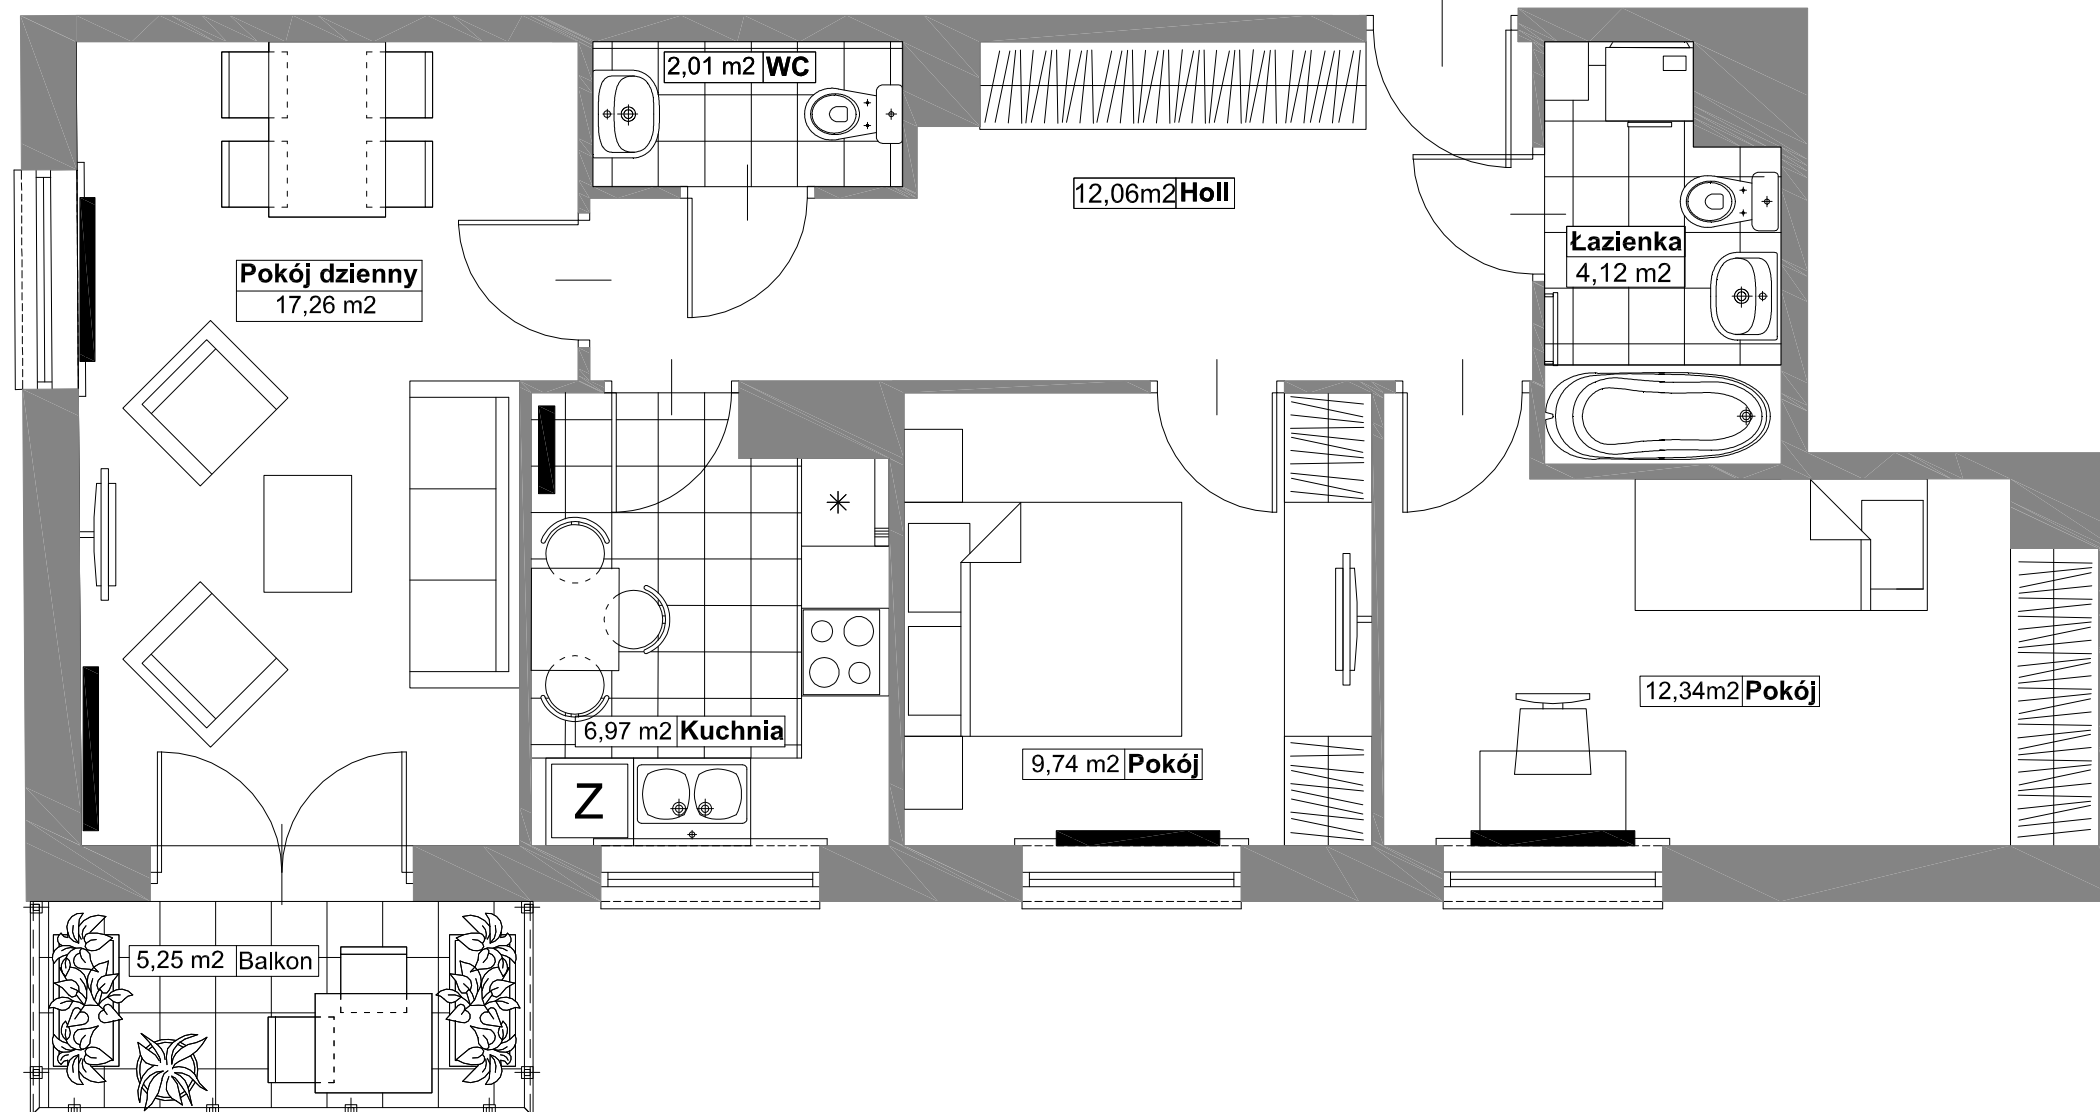 2,01 m2 WC
12,06m2 Holl
Łazienka
4,12 m2
Pokój dzienny
17,26 m2
6,97 m2 Kuchnia
9,74 m2 Pokój
12,34m2 Pokój
Z
5,25 m2 Balkon